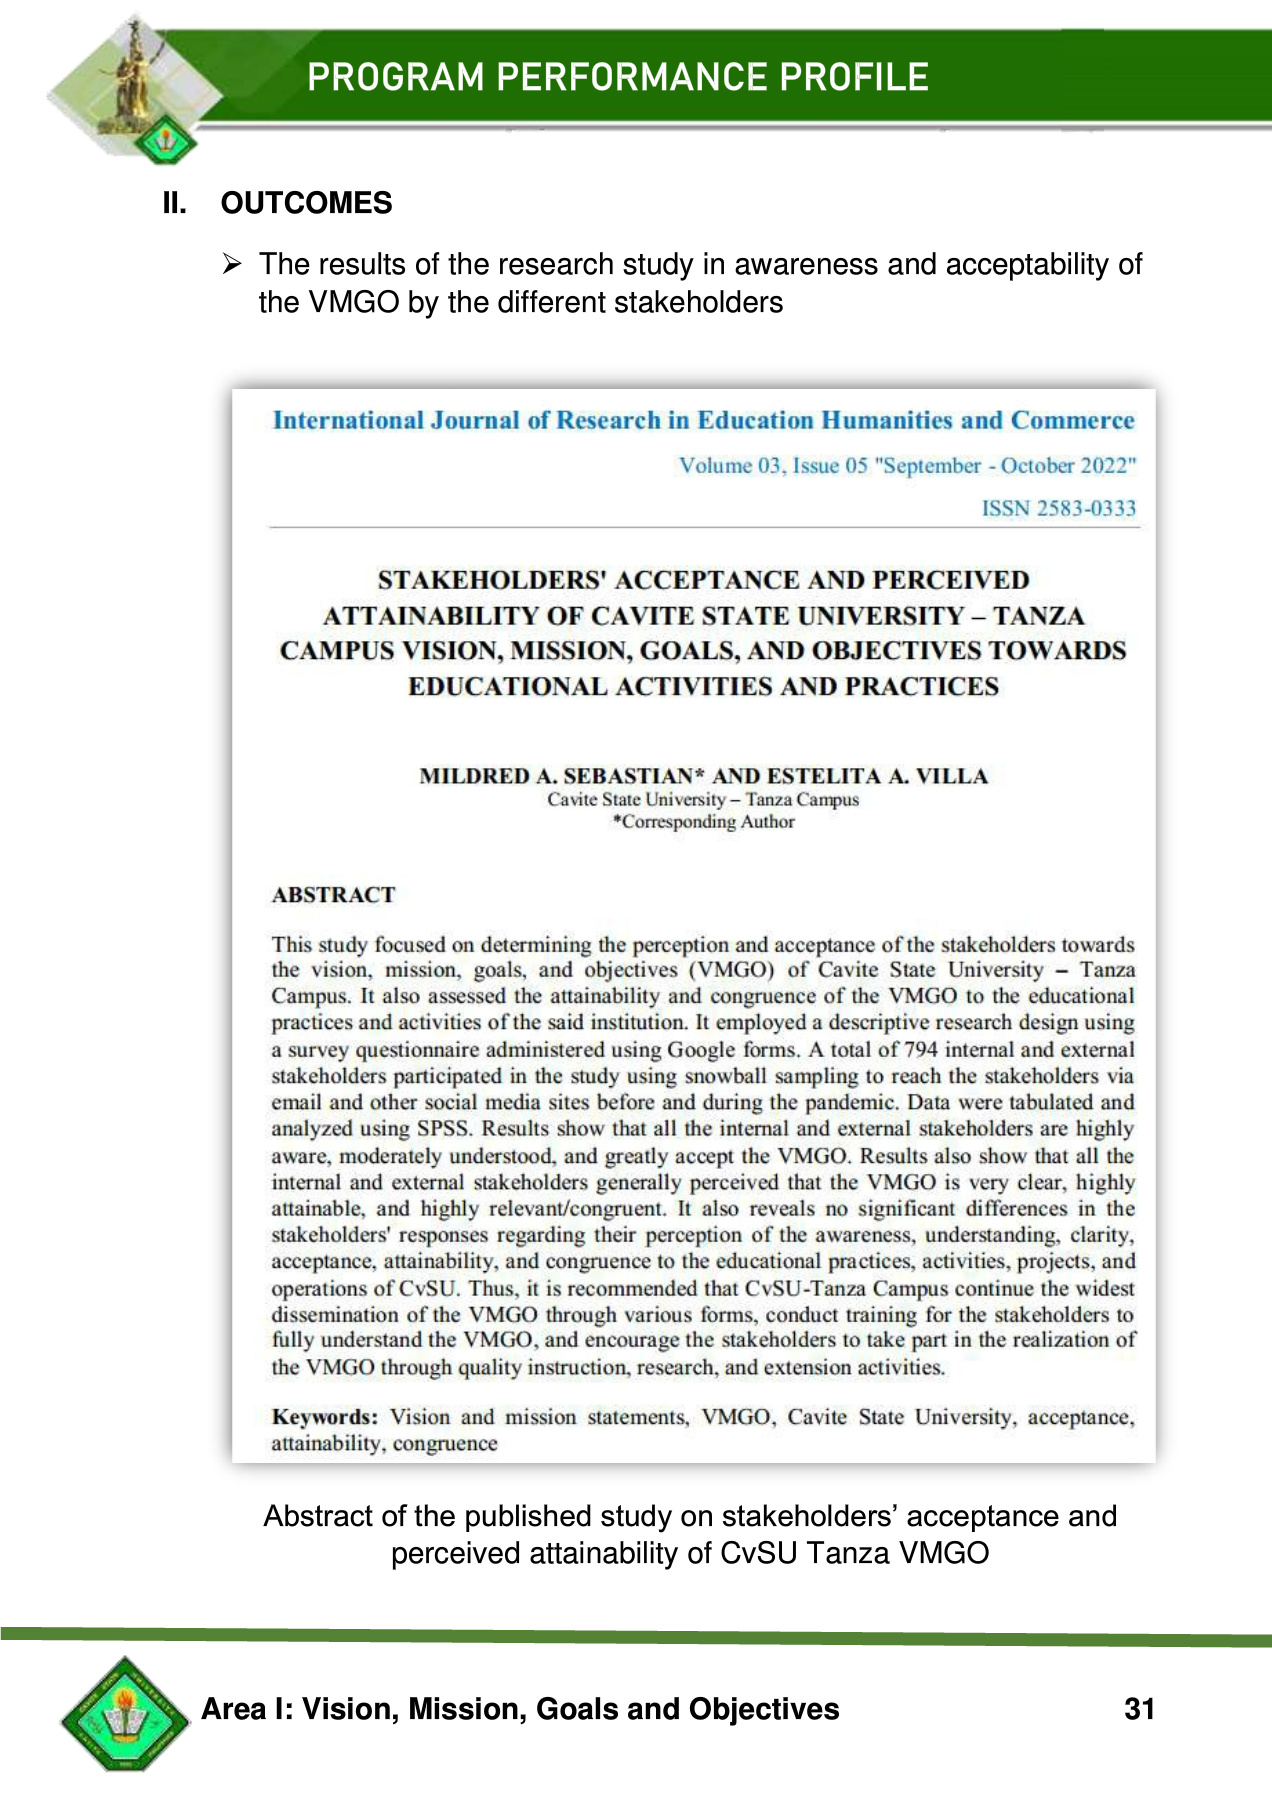 PROGRAM PERFORMANCE PROFILE
II. OUTCOMES
➢ The results of the research study in awareness and acceptability of
the VMGO by the different stakeholders
International Journal of Research in Education Humanities and Commerce
Volume 03, Issue 05 "September - October 2022"
ISSN 2583-0333
STAKEHOLDERS' ACCEPTANCE AND PERCEIVED
ATTAINABILITY OF CAVITE STATE UNIVERSITY – TANZA
CAMPUS VISION, MISSION, GOALS, AND OBJECTIVES TOWARDS
EDUCATIONAL ACTIVITIES AND PRACTICES
MILDRED A. SEBASTIAN* AND ESTELITA A. VILLA
Cavite State University – Tanza Campus
*Corresponding Author
ABSTRACT
This study focused on determining the perception and acceptance of the stakeholders towards
the vision, mission, goals, and objectives (VMGO) of Cavite State University – Tanza
Campus. It also assessed the attainability and congruence of the VMGO to the educational
practices and activities of the said institution. It employed a descriptive research design using
a survey questionnaire administered using Google forms. A total of 794 internal and external
stakeholders participated in the study using snowball sampling to reach the stakeholders via
email and other social media sites before and during the pandemic. Data were tabulated and
analyzed using SPSS. Results show that all the internal and external stakeholders are highly
aware, moderately understood, and greatly accept the VMGO. Results also show that all the
internal and external stakeholders generally perceived that the VMGO is very clear, highly
attainable, and highly relevant/congruent. It also reveals no significant differences in the
stakeholders' responses regarding their perception of the awareness, understanding, clarity,
acceptance, attainability, and congruence to the educational practices, activities, projects, and
operations of CvSU. Thus, it is recommended that CvSU-Tanza Campus continue the widest
dissemination of the VMGO through various forms, conduct training for the stakeholders to
fully understand the VMGO, and encourage the stakeholders to take part in the realization of
the VMGO through quality instruction, research, and extension activities.
Keywords: Vision and mission statements, VMGO, Cavite State University, acceptance,
attainability, congruence
Abstract of the published study on stakeholders’ acceptance and
perceived attainability of CvSU Tanza VMGO
Area I: Vision, Mission, Goals and Objectives 31